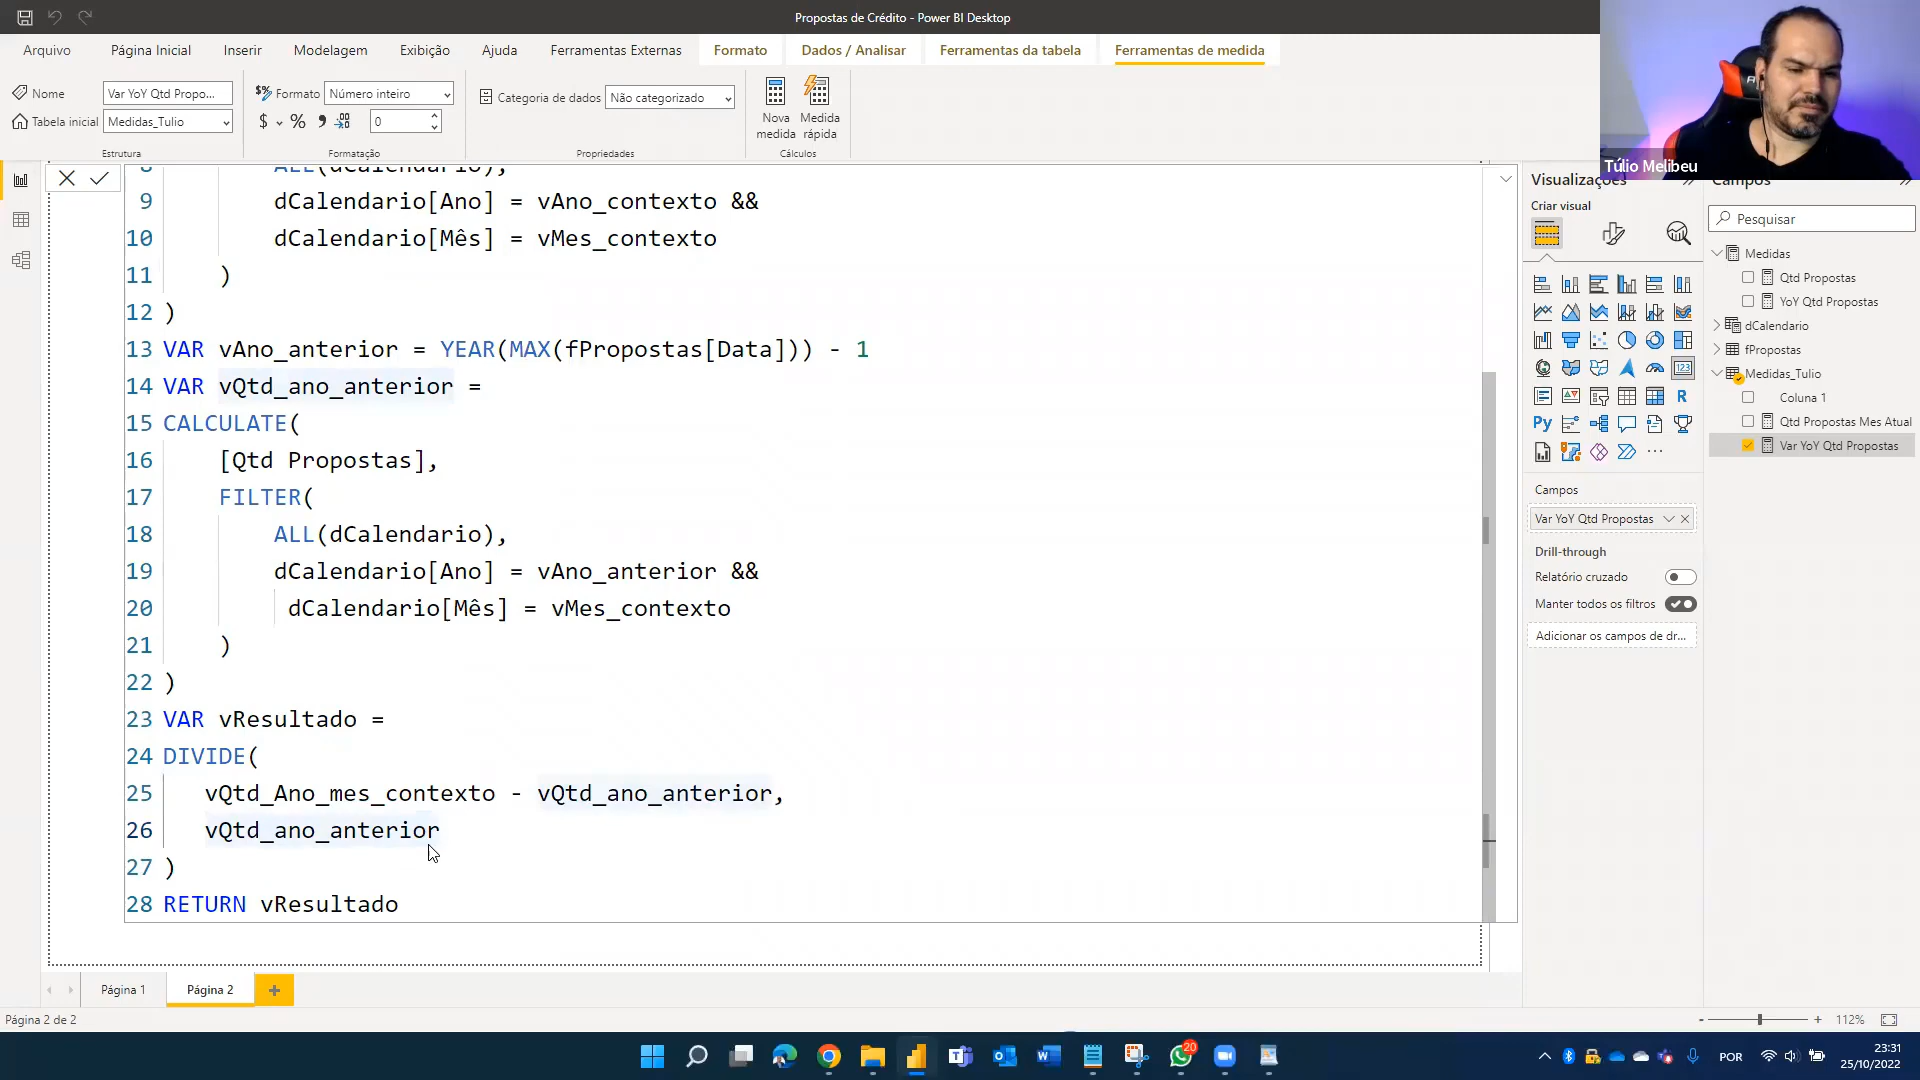 Propostas de Crédito - Power BI Desktop
Arquivo
Página Inicial
Inserir
Modelagem
Exibição
Ajuda
Ferramentas Externas
Formato
Dados / Analisar
Ferramentas da tabela
Ferramentas de medida
Nome
Var YoY Qtd Propo...
Tabela inicial
Medidas_Tulio
Estrutura
Formato
Número inteiro
$ % 9 0
Formatação
Categoria de dados
Não categorizado
Propriedades
Nova medida
Medida rápida
Cálculos
Túlio Melibeu
8 ALL(dCalendario),
9 dCalendario[Ano] = vAno_contexto &&
10 dCalendario[Mês] = vMes_contexto
11 )
12 )
13 VAR vAno_anterior = YEAR(MAX(fPropostas[Data])) - 1
14 VAR vQtd_ano_anterior =
15 CALCULATE(
16 [Qtd Propostas],
17 FILTER(
18 ALL(dCalendario),
19 dCalendario[Ano] = vAno_anterior &&
20 dCalendario[Mês] = vMes_contexto
21 )
22 )
23 VAR vResultado =
24 DIVIDE(
25 vQtd_Ano_mes_contexto - vQtd_ano_anterior,
26 vQtd_ano_anterior
27 )
28 RETURN vResultado
Visualizações
Criar visual
123
R
Py
Campos
Var YoY Qtd Propostas
Drill-through
Relatório cruzado
Manter todos os filtros
Adicionar os campos de dr...
Campos
Pesquisar
Medidas
Qtd Propostas
YoY Qtd Propostas
dCalendario
fPropostas
Medidas_Tulio
Coluna 1
Qtd Propostas Mes Atual
Var YoY Qtd Propostas
Página 1
Página 2
+
Página 2 de 2
- + 112%
20
POR
23:31
25/10/2022